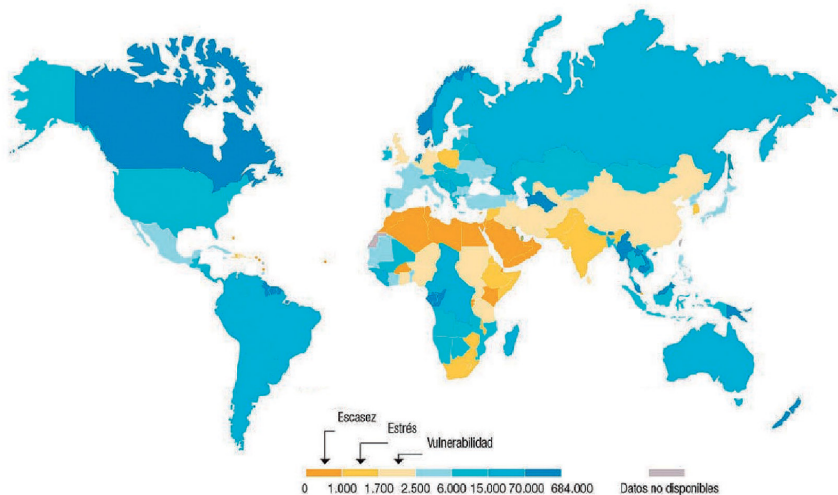 Escasez
Estrés
Vulnerabilidad
0 1.000 1.700 2.500 6.000 15.000 70.000 684.000 Datos no disponibles